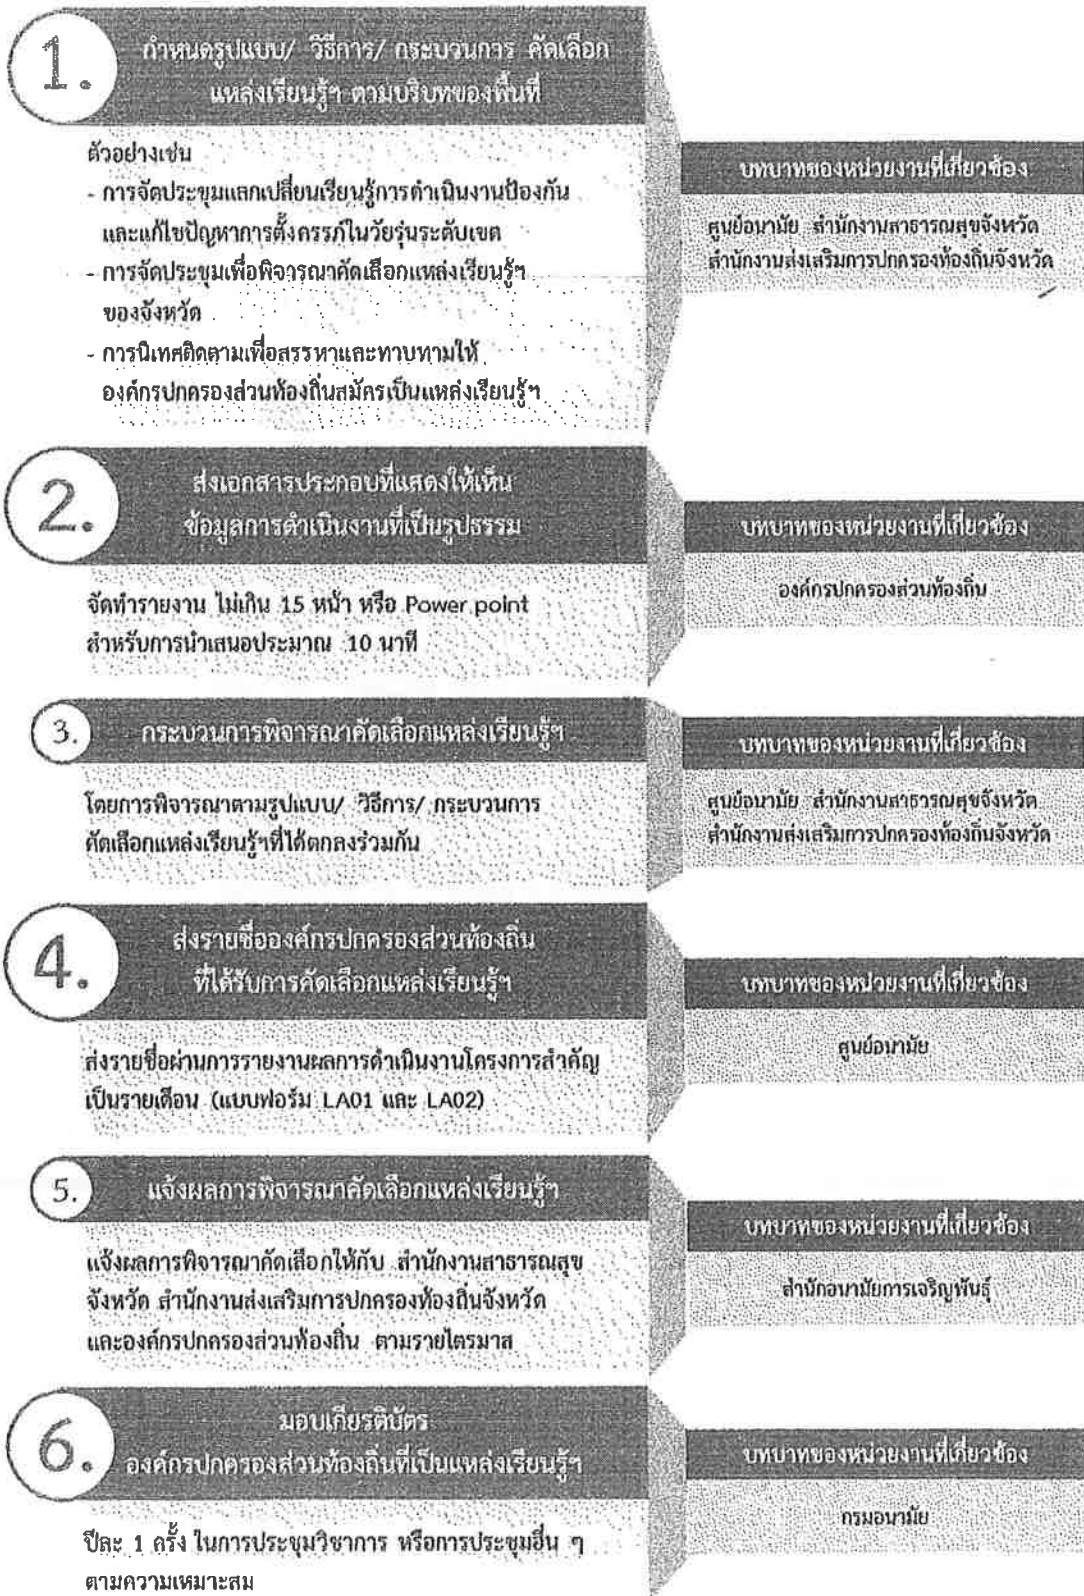 1.
กำหนดรูปแบบ/ วิธีการ/ กระบวนการ คัดเลือก
แหล่งเรียนรู้ฯ ตามบริบทของพื้นที่
ตัวอย่างเช่น
- การจัดประชุมแลกเปลี่ยนเรียนรู้การดำเนินงานป้องกัน
และแก้ไขปัญหาการตั้งครรภ์ในวัยรุ่นระดับเขต
- การจัดประชุมเพื่อพิจารณาคัดเลือกแหล่งเรียนรู้ฯ
ของจังหวัด
- การนิเทศติดตามเพื่อสรรหาและทาบทามให้
องค์กรปกครองส่วนท้องถิ่นสมัครเป็นแหล่งเรียนรู้ฯ
บทบาทของหน่วยงานที่เกี่ยวข้อง
ศูนย์อนามัย สำนักงานสาธารณสุขจังหวัด
สำนักงานส่งเสริมการปกครองท้องถิ่นจังหวัด
2.
ส่งเอกสารประกอบที่แสดงให้เห็น
ข้อมูลการดำเนินงานที่เป็นรูปธรรม
จัดทำรายงาน ไม่เกิน 15 หน้า หรือ Power point
สำหรับการนำเสนอประมาณ 10 นาที
บทบาทของหน่วยงานที่เกี่ยวข้อง
องค์กรปกครองส่วนท้องถิ่น
3.
กระบวนการพิจารณาคัดเลือกแหล่งเรียนรู้ฯ
โดยการพิจารณาตามรูปแบบ/ วิธีการ/ กระบวนการ
คัดเลือกแหล่งเรียนรู้ฯที่ได้ตกลงร่วมกัน
บทบาทของหน่วยงานที่เกี่ยวข้อง
ศูนย์อนามัย สำนักงานสาธารณสุขจังหวัด
สำนักงานส่งเสริมการปกครองท้องถิ่นจังหวัด
4.
ส่งรายชื่อองค์กรปกครองส่วนท้องถิ่น
ที่ได้รับการคัดเลือกแหล่งเรียนรู้ฯ
ส่งรายชื่อผ่านการรายงานผลการดำเนินงานโครงการสำคัญ
เป็นรายเดือน (แบบฟอร์ม LA01 และ LA02)
บทบาทของหน่วยงานที่เกี่ยวข้อง
ศูนย์อนามัย
5.
แจ้งผลการพิจารณาคัดเลือกแหล่งเรียนรู้ฯ
แจ้งผลการพิจารณาคัดเลือกให้กับ สำนักงานสาธารณสุข
จังหวัด สำนักงานส่งเสริมการปกครองท้องถิ่นจังหวัด
และองค์กรปกครองส่วนท้องถิ่น ตามรายไตรมาส
บทบาทของหน่วยงานที่เกี่ยวข้อง
สำนักอนามัยการเจริญพันธุ์
6.
มอบเกียรติบัตร
องค์กรปกครองส่วนท้องถิ่นที่เป็นแหล่งเรียนรู้ฯ
ปีละ 1 ครั้ง ในการประชุมวิชาการ หรือการประชุมอื่น ๆ
ตามความเหมาะสม
บทบาทของหน่วยงานที่เกี่ยวข้อง
กรมอนามัย